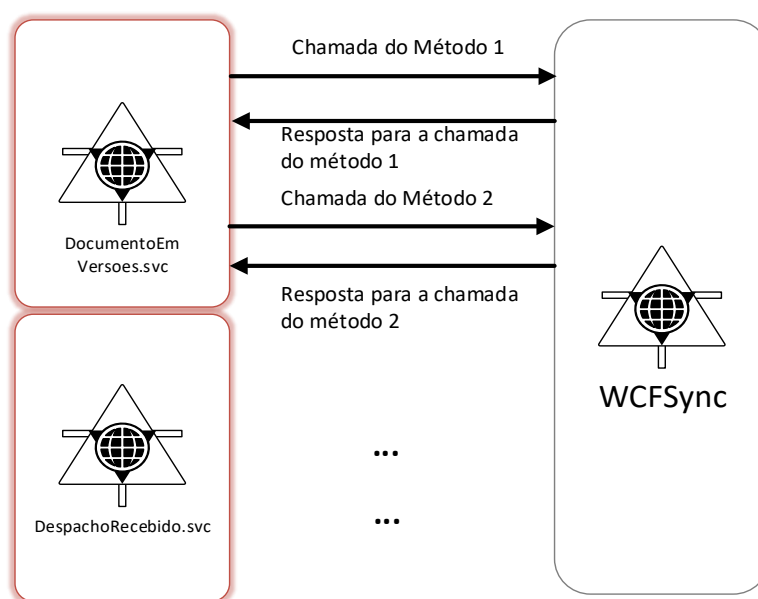 Chamada do Método 1
Resposta para a chamada
do método 1
Chamada do Método 2
DocumentoEm
Versoes.svc
Resposta para a chamada
do método 2
WCFSync
...
...
DespachoRecebido.svc